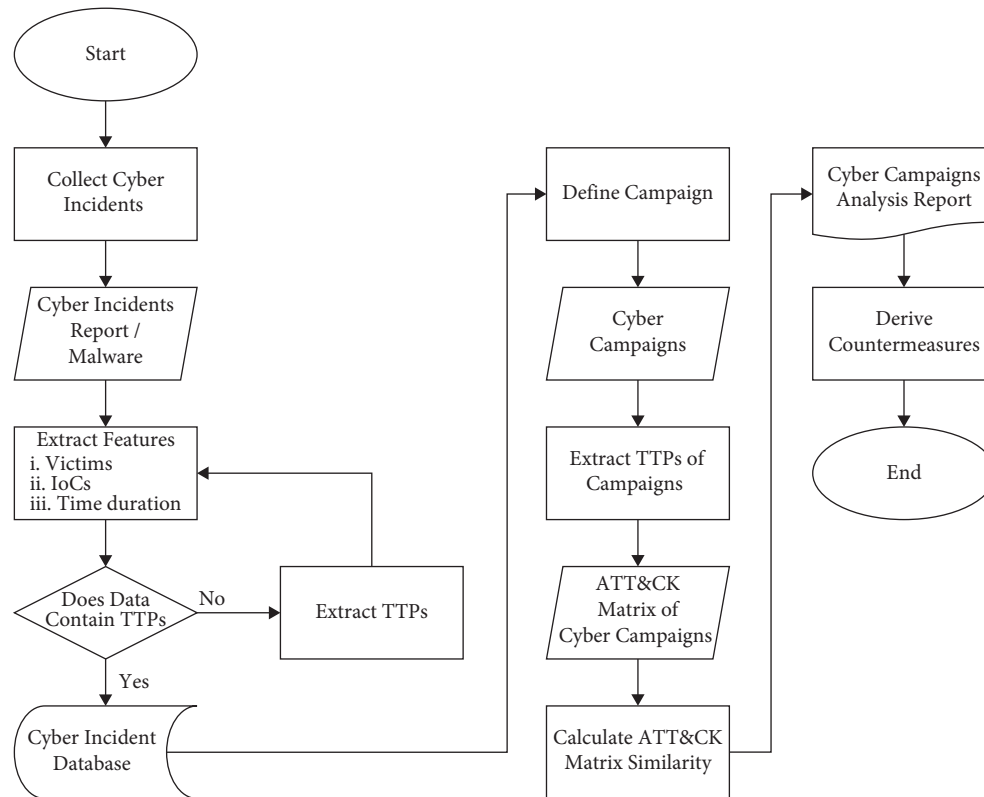 Start
Collect Cyber
Incidents
Cyber Incidents
Report /
Malware
Extract Features
i. Victims
ii. IoCs
iii. Time duration
Does Data
Contain TTPs
No
Extract TTPs
Yes
Cyber Incident
Database
Define Campaign
Cyber
Campaigns
Extract TTPs of
Campaigns
ATT&CK
Matrix of
Cyber Campaigns
Calculate ATT&CK
Matrix Similarity
Cyber Campaigns
Analysis Report
Derive
Countermeasures
End